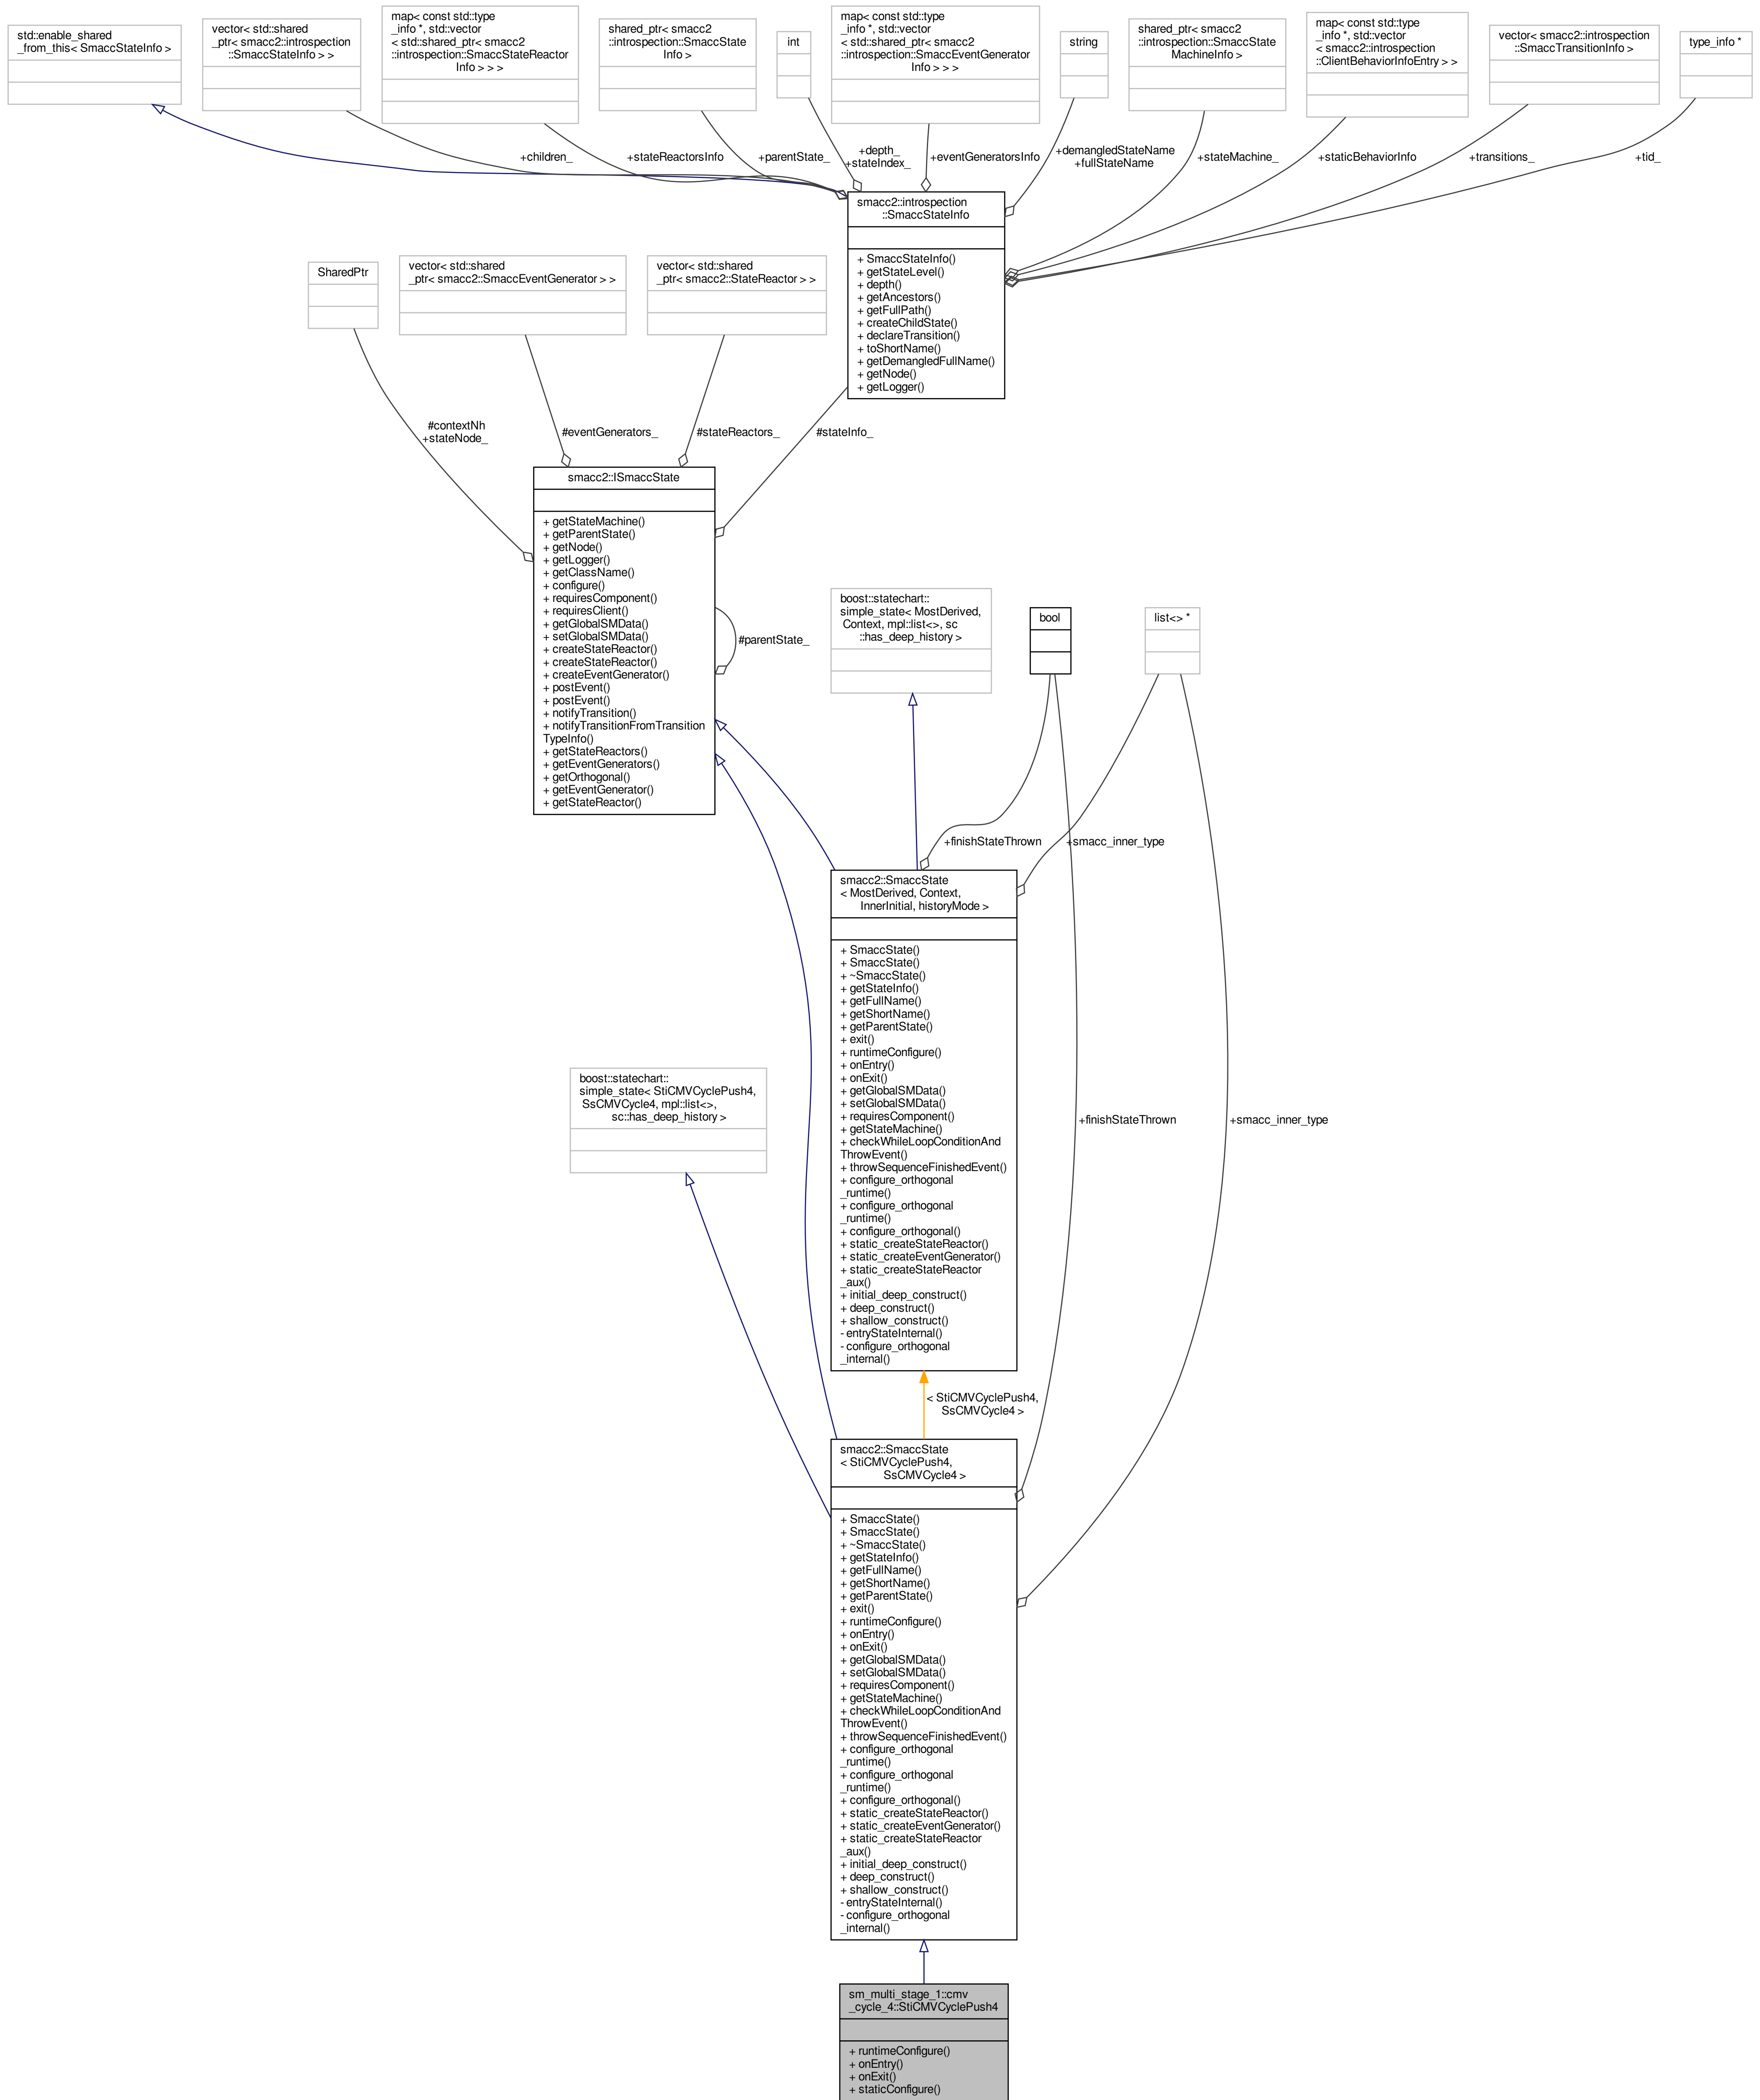 std::enable_shared
_from_this< SmaccStateInfo >
vector< std::shared
_ptr< smacc2::introspection
::SmaccStateInfo > >
map< const std::type
_info *, std::vector
< std::shared_ptr< smacc2
::introspection::SmaccStateReactor
Info > > >
shared_ptr< smacc2
::introspection::SmaccState
Info >
int
map< const std::type
_info *, std::vector
< std::shared_ptr< smacc2
::introspection::SmaccEventGenerator
Info > > >
string
shared_ptr< smacc2
::introspection::SmaccState
MachineInfo >
map< const std::type
_info *, std::vector
< smacc2::introspection
::ClientBehaviorInfoEntry > >
vector< smacc2::introspection
::SmaccTransitionInfo >
type_info *
+children_
+stateReactorsInfo
+parentState_
+depth_
+stateIndex_
+eventGeneratorsInfo
+demangledStateName
+fullStateName
+stateMachine_
+staticBehaviorInfo
+transitions_
+tid_
smacc2::introspection
::SmaccStateInfo
+ SmaccStateInfo()
+ getStateLevel()
+ depth()
+ getAncestors()
+ getFullPath()
+ createChildState()
+ declareTransition()
+ toShortName()
+ getDemangledFullName()
+ getNode()
+ getLogger()
SharedPtr
vector< std::shared
_ptr< smacc2::SmaccEventGenerator > >
vector< std::shared
_ptr< smacc2::StateReactor > >
#contextNh
+stateNode_
#eventGenerators_
#stateReactors_
#stateInfo_
smacc2::ISmaccState
+ getStateMachine()
+ getParentState()
+ getNode()
+ getLogger()
+ getClassName()
+ configure()
+ requiresComponent()
+ requiresClient()
+ getGlobalSMData()
+ setGlobalSMData()
+ createStateReactor()
+ createStateReactor()
+ createEventGenerator()
+ postEvent()
+ postEvent()
+ notifyTransition()
+ notifyTransitionFromTransition
TypeInfo()
+ getStateReactors()
+ getEventGenerators()
+ getOrthogonal()
+ getEventGenerator()
+ getStateReactor()
#parentState_
boost::statechart::
simple_state< MostDerived,
Context, mpl::list<>, sc
::has_deep_history >
bool
list<> *
+finishStateThrown
+smacc_inner_type
smacc2::SmaccState
< MostDerived, Context,
InnerInitial, historyMode >
+ SmaccState()
+ SmaccState()
+ ~SmaccState()
+ getStateInfo()
+ getFullName()
+ getShortName()
+ getParentState()
+ exit()
+ runtimeConfigure()
+ onEntry()
+ onExit()
+ getGlobalSMData()
+ setGlobalSMData()
+ requiresComponent()
+ getStateMachine()
+ checkWhileLoopConditionAnd
ThrowEvent()
+ throwSequenceFinishedEvent()
+ configure_orthogonal
_runtime()
+ configure_orthogonal
_runtime()
+ configure_orthogonal()
+ static_createStateReactor()
+ static_createEventGenerator()
+ static_createStateReactor
_aux()
+ initial_deep_construct()
+ deep_construct()
+ shallow_construct()
- entryStateInternal()
- configure_orthogonal
_internal()
boost::statechart::
simple_state< StiCMVCyclePush4,
SsCMVCycle4, mpl::list<>,
sc::has_deep_history >
+finishStateThrown
+smacc_inner_type
< StiCMVCyclePush4,
SsCMVCycle4 >
smacc2::SmaccState
< StiCMVCyclePush4,
SsCMVCycle4 >
+ SmaccState()
+ SmaccState()
+ ~SmaccState()
+ getStateInfo()
+ getFullName()
+ getShortName()
+ getParentState()
+ exit()
+ runtimeConfigure()
+ onEntry()
+ onExit()
+ getGlobalSMData()
+ setGlobalSMData()
+ requiresComponent()
+ getStateMachine()
+ checkWhileLoopConditionAnd
ThrowEvent()
+ throwSequenceFinishedEvent()
+ configure_orthogonal
_runtime()
+ configure_orthogonal
_runtime()
+ configure_orthogonal()
+ static_createStateReactor()
+ static_createEventGenerator()
+ static_createStateReactor
_aux()
+ initial_deep_construct()
+ deep_construct()
+ shallow_construct()
- entryStateInternal()
- configure_orthogonal
_internal()
sm_multi_stage_1::cmv
_cycle_4::StiCMVCyclePush4
+ runtimeConfigure()
+ onEntry()
+ onExit()
+ staticConfigure()